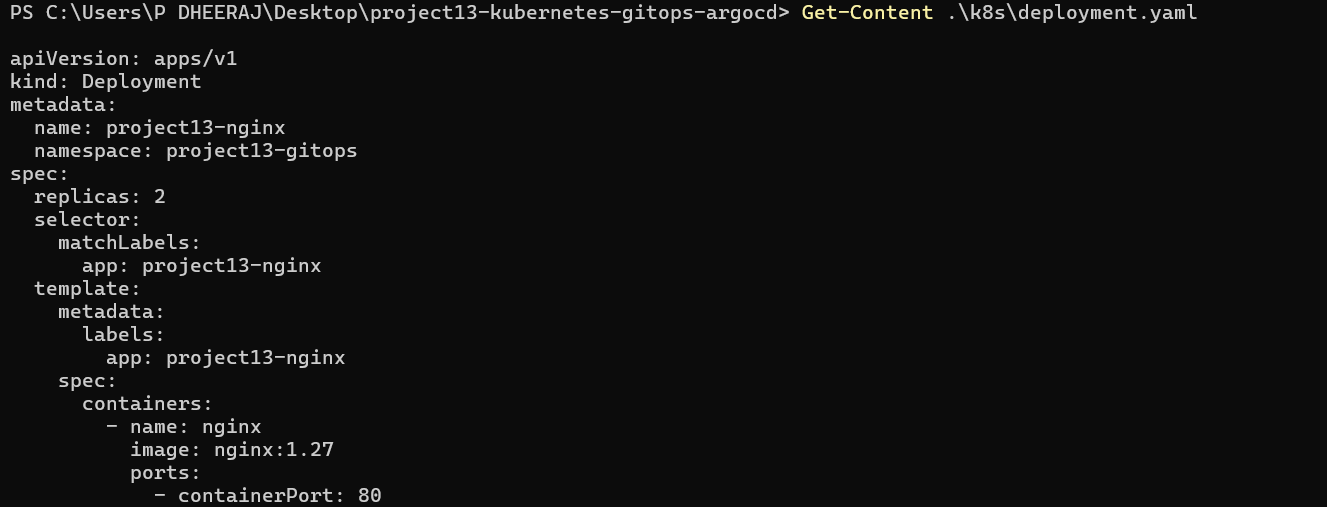 PS C:\Users\P DHEERAJ\Desktop\project13-kubernetes-gitops-argocd> Get-Content .\k8s\deployment.yaml

apiVersion: apps/v1
kind: Deployment
metadata:
  name: project13-nginx
  namespace: project13-gitops
spec:
  replicas: 2
  selector:
    matchLabels:
      app: project13-nginx
  template:
    metadata:
      labels:
        app: project13-nginx
    spec:
      containers:
        - name: nginx
          image: nginx:1.27
          ports:
            - containerPort: 80